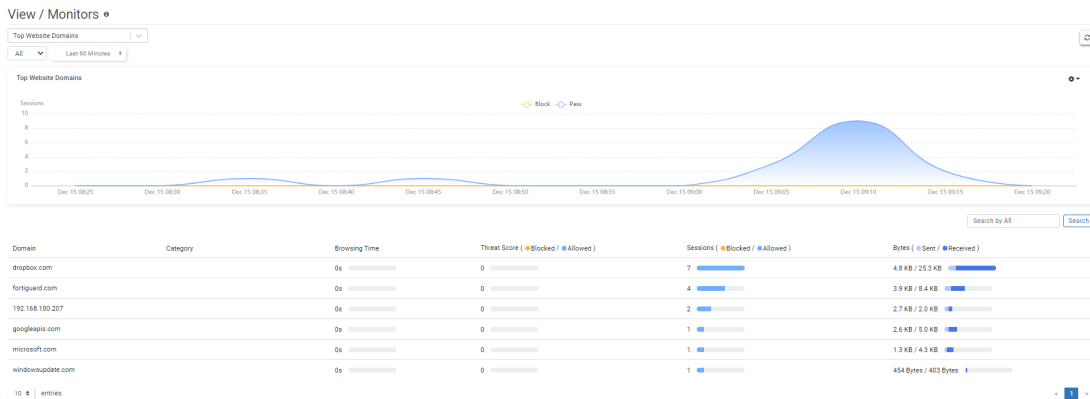 View / Monitors
Top Website Domains
All Last 60 Minutes
Top Website Domains
Sessions
Block Pass
10
8
6
4
2
0
Dec 15 08:25 Dec 15 08:30 Dec 15 08:35 Dec 15 08:40 Dec 15 08:45 Dec 15 08:50 Dec 15 08:55 Dec 15 09:00 Dec 15 09:05 Dec 15 09:10 Dec 15 09:15 Dec 15 09:20
Search by All Search
Domain Category Browsing Time Threat Score ( Blocked / Allowed ) Sessions ( Blocked / Allowed ) Bytes ( Sent / Received )
dropbox.com 0s 0 7 4.8 KB / 25.3 KB
fortiguard.com 0s 0 4 3.9 KB / 8.4 KB
192.168.100.207 0s 0 2 2.7 KB / 2.0 KB
googleapis.com 0s 0 1 2.6 KB / 5.0 KB
microsoft.com 0s 0 1 1.3 KB / 4.3 KB
windowsupdate.com 0s 0 1 454 Bytes / 403 Bytes
10 entries < 1 >